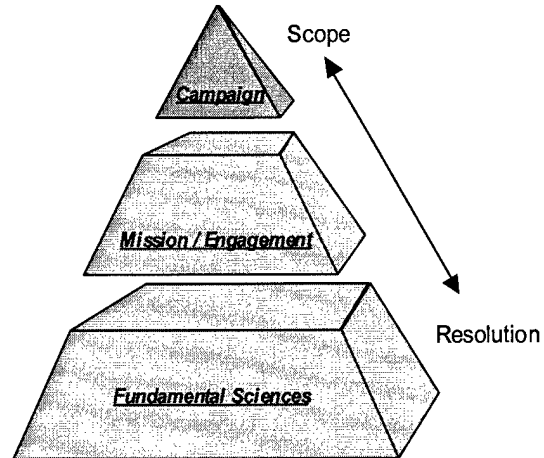 Scope
Campaign
Mission / Engagement
Resolution
Fundamental Sciences